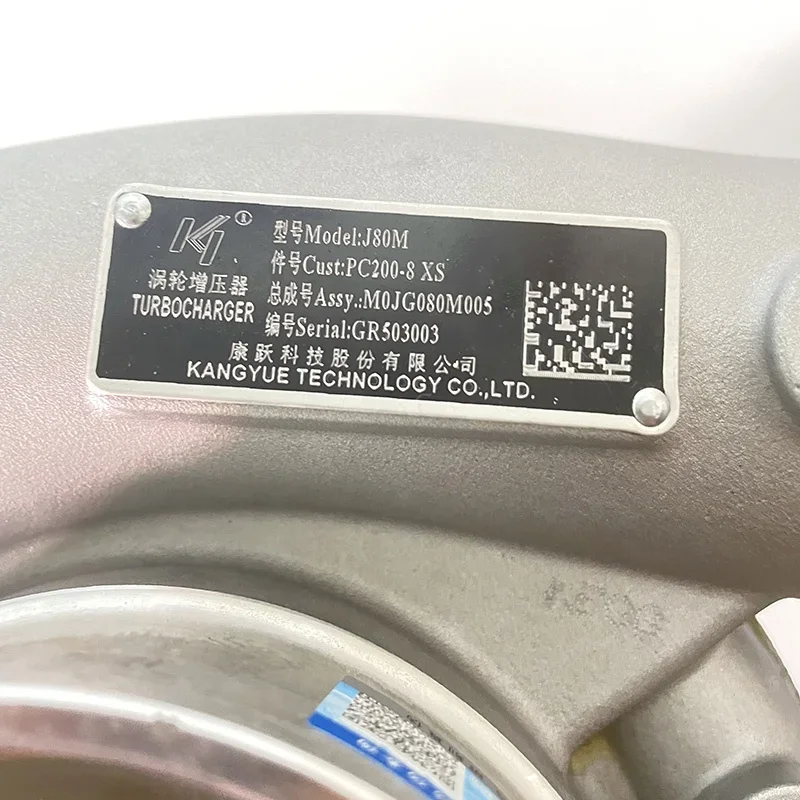 ®
型号Model:J80M
件号Cust:PC200-8 XS
总成号Assy.:M0JG080M005
编号Serial:GR503003
涡轮增压器
TURBOCHARGER
康跃科技股份有限公司
KANGYUE TECHNOLOGY CO.,LTD.